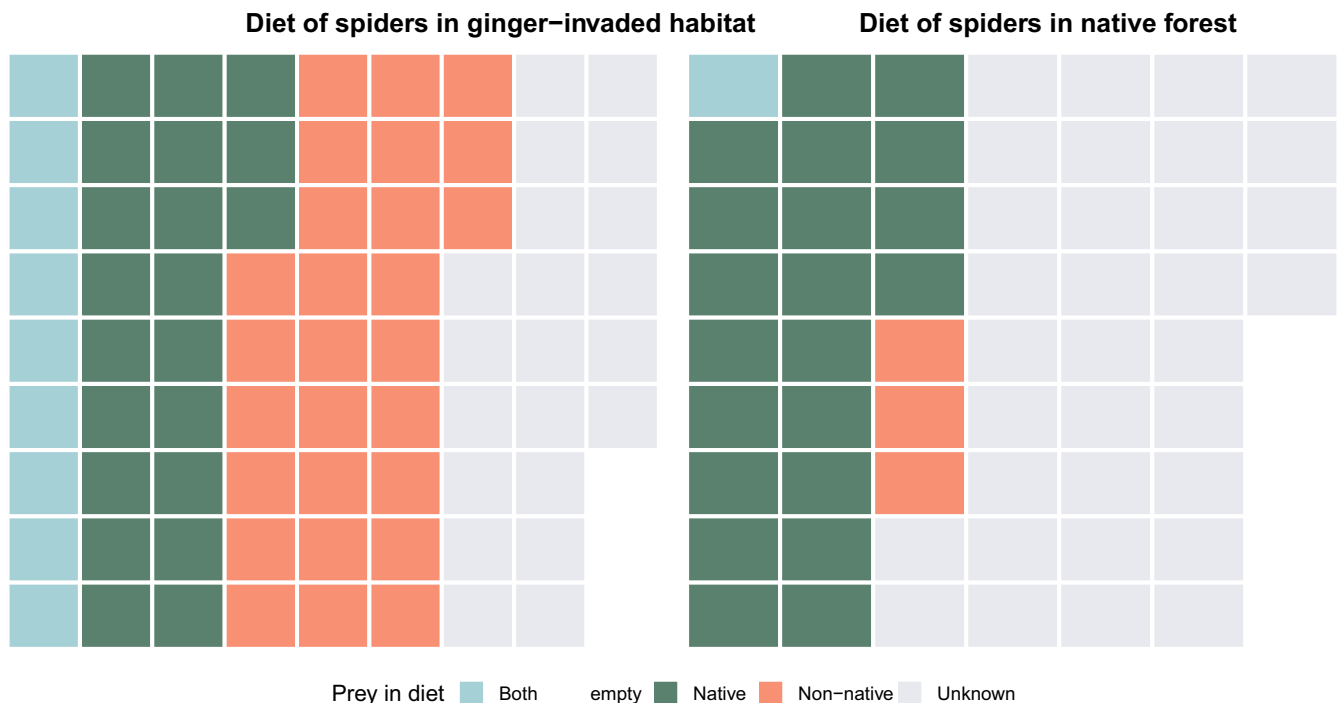 Diet of spiders in ginger−invaded habitat
Diet of spiders in native forest
Prey in diet Both empty Native Non−native Unknown